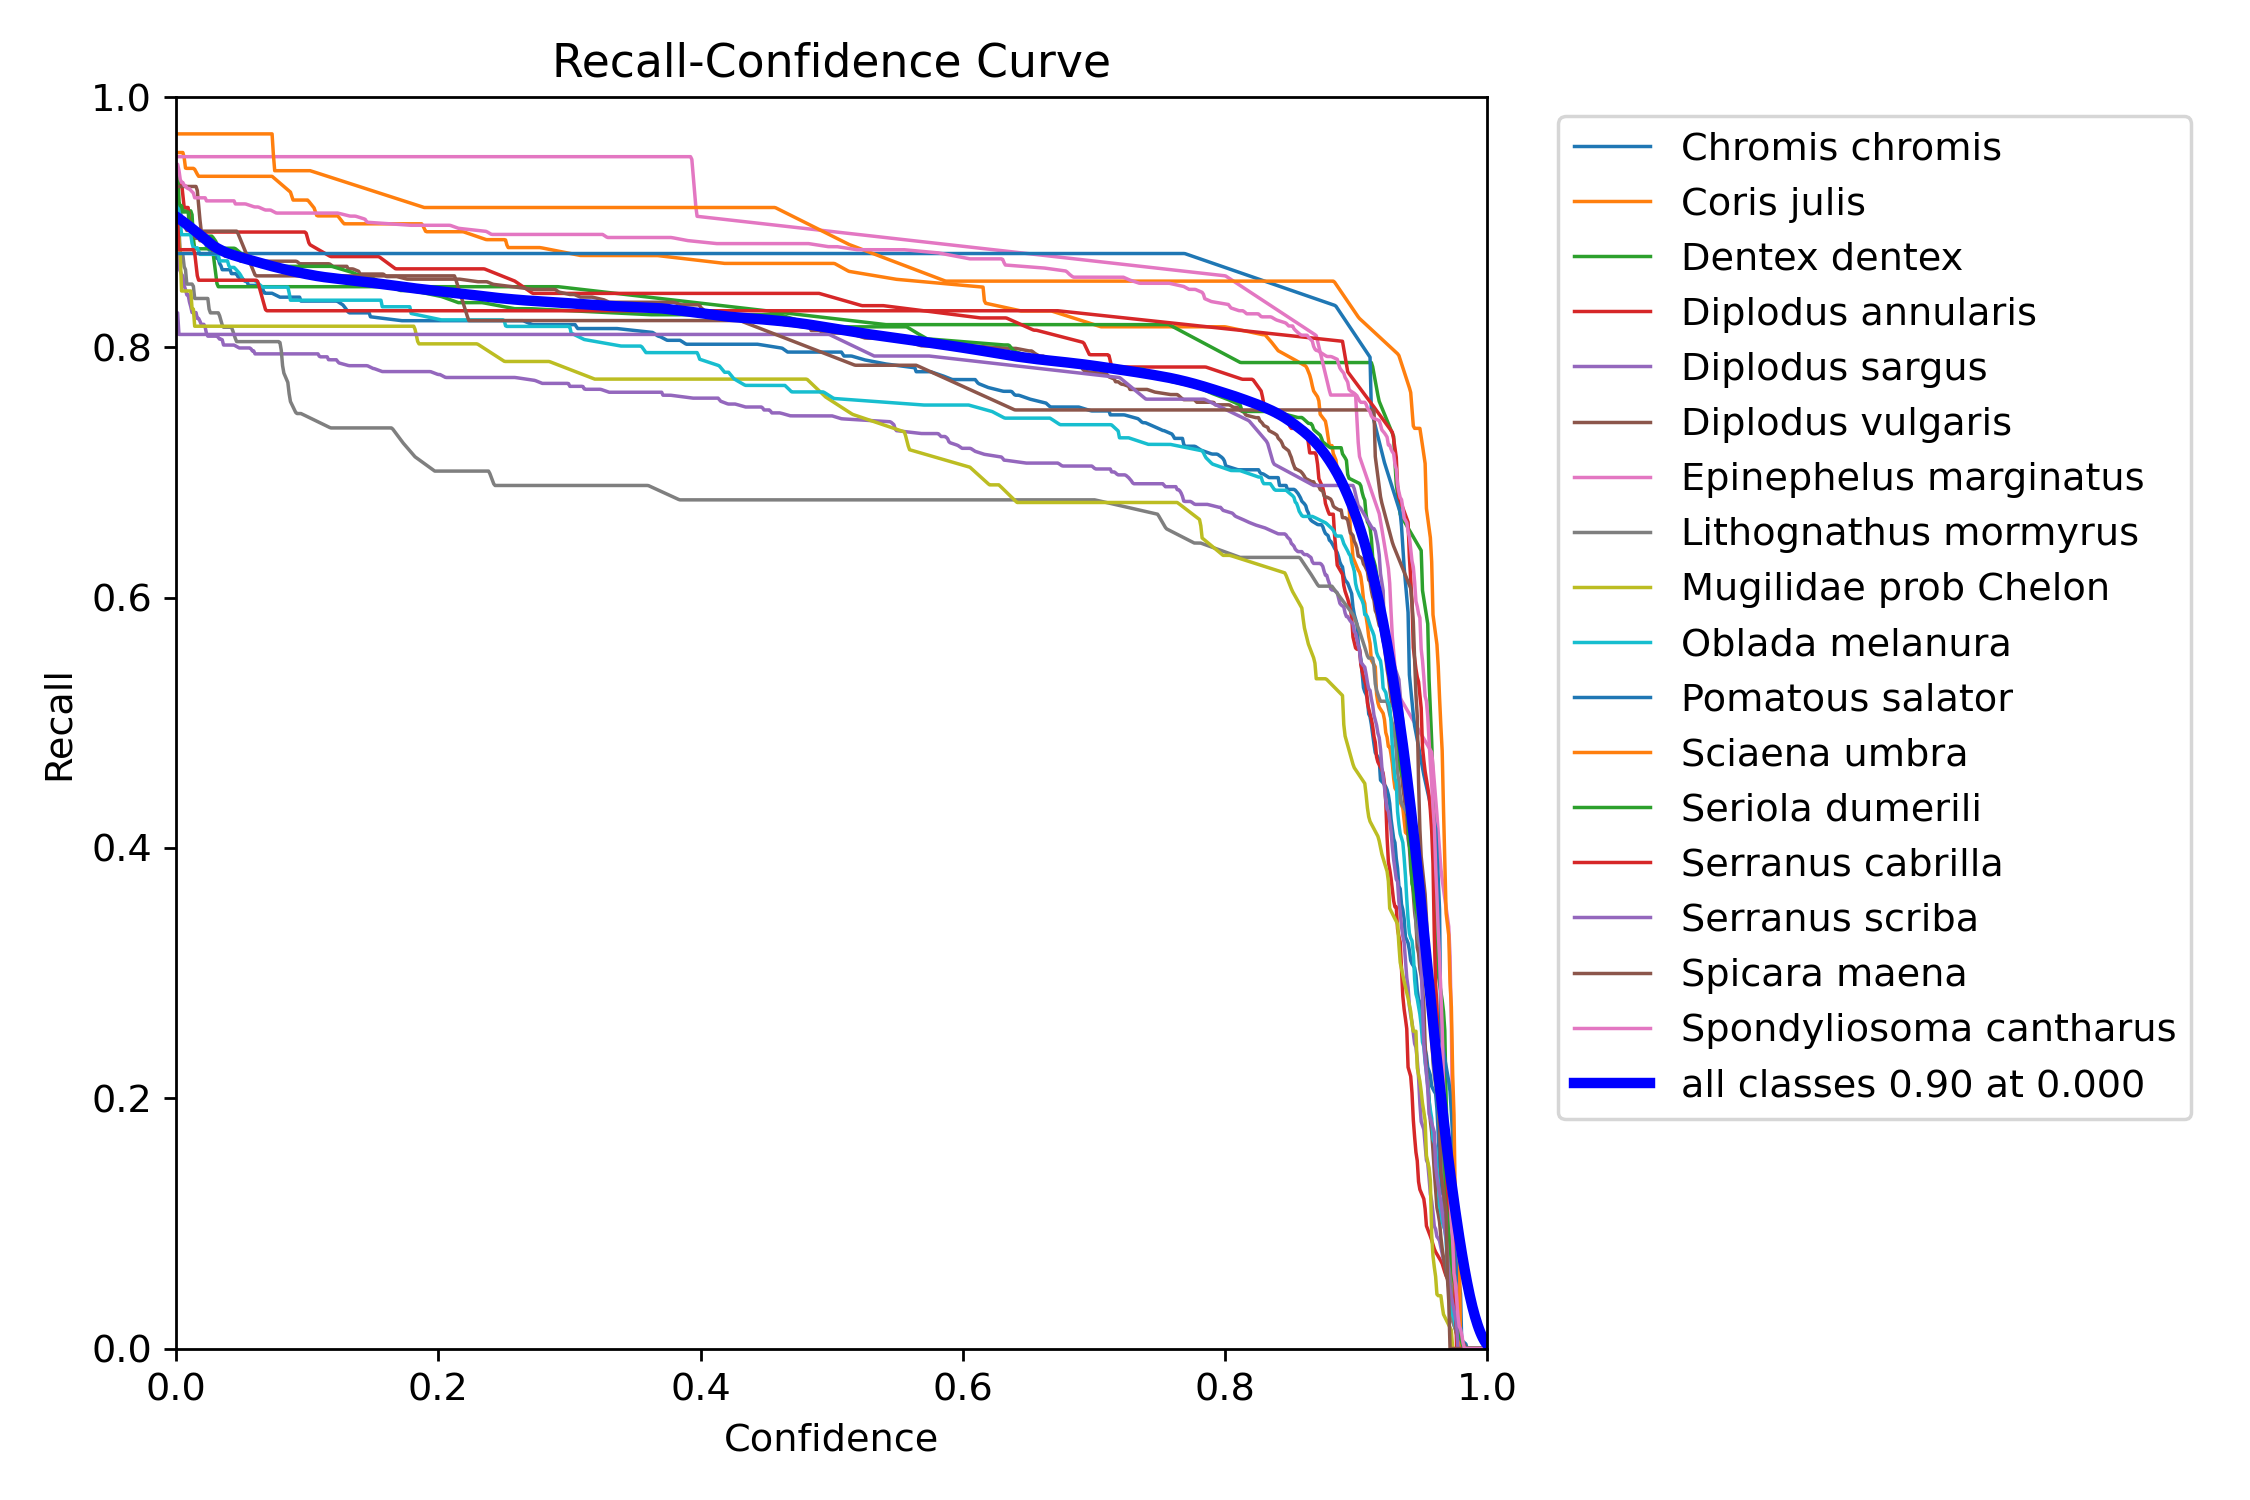 Recall-Confidence Curve
1.0
0.8
0.6
0.4
0.2
0.0
Recall
0.0 0.2 0.4 0.6 0.8 1.0
Confidence
Chromis chromis
Coris julis
Dentex dentex
Diplodus annularis
Diplodus sargus
Diplodus vulgaris
Epinephelus marginatus
Lithognathus mormyrus
Mugilidae prob Chelon
Oblada melanura
Pomatous salator
Sciaena umbra
Seriola dumerili
Serranus cabrilla
Serranus scriba
Spicara maena
Spondyliosoma cantharus
all classes 0.90 at 0.000